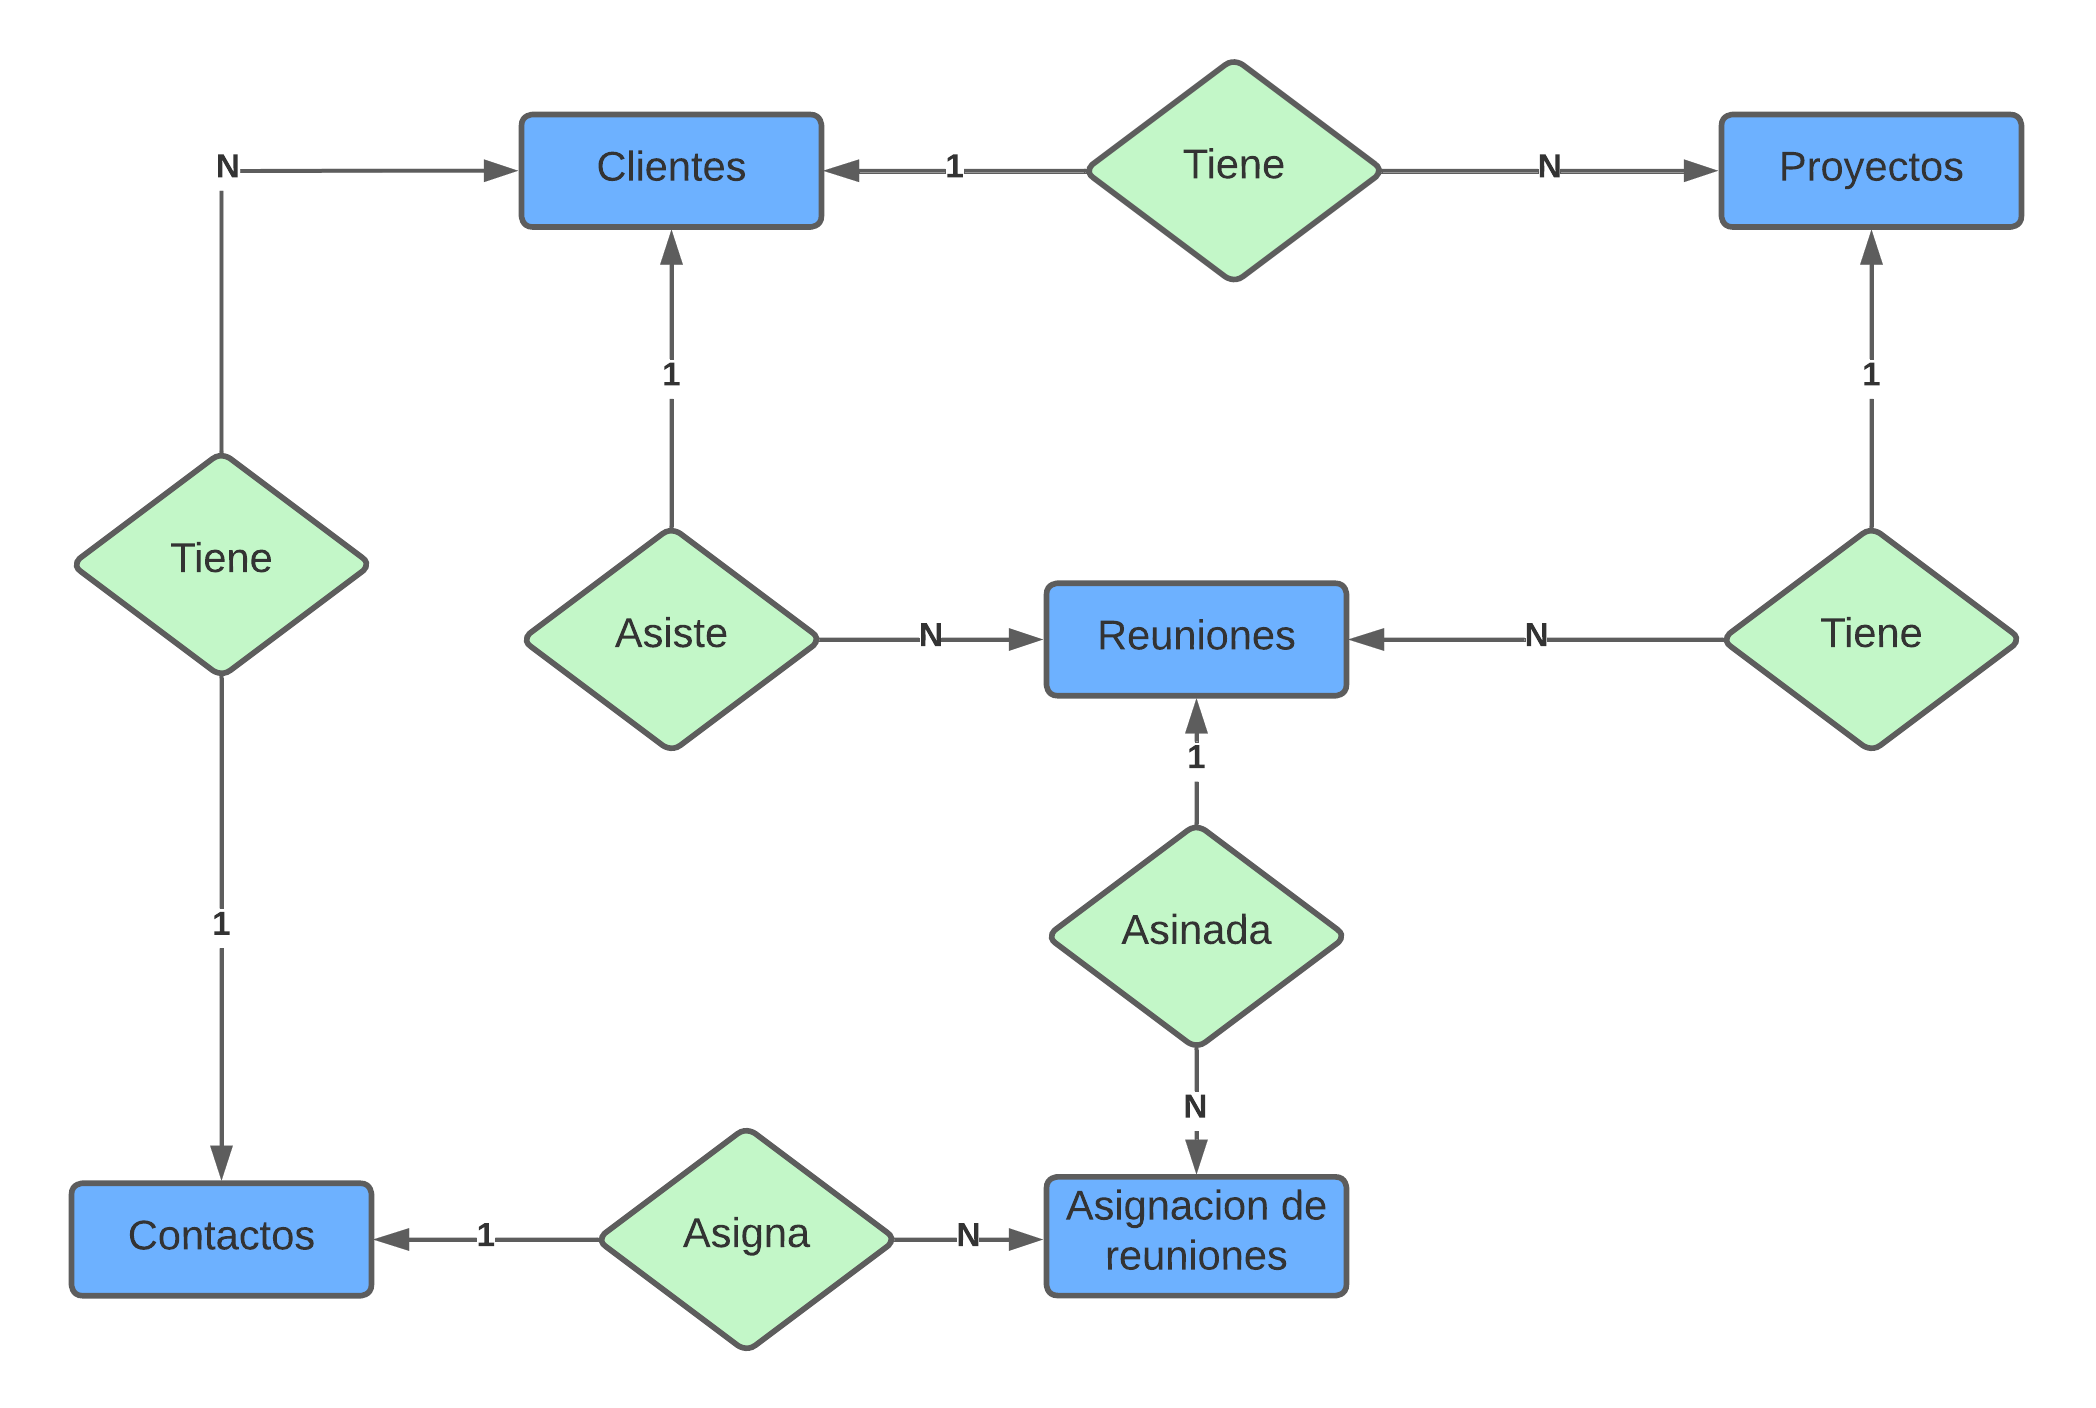 Clientes
1
Tiene
N
Proyectos
N
1
1
Tiene
Asiste
N
Reuniones
N
Tiene
1
1
Asinada
N
Contactos
1
Asigna
N
Asignacion de
reuniones